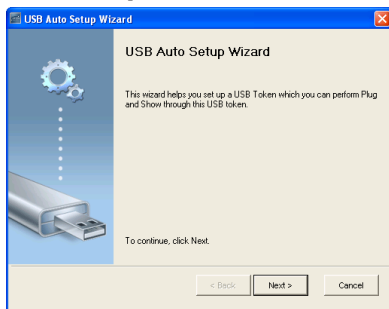 USB Auto Setup Wizard
USB Auto Setup Wizard
This wizard helps you set up a USB Token which you can perform Plug
and Show through this USB token.
To continue, click Next.
< Back
Next >
Cancel